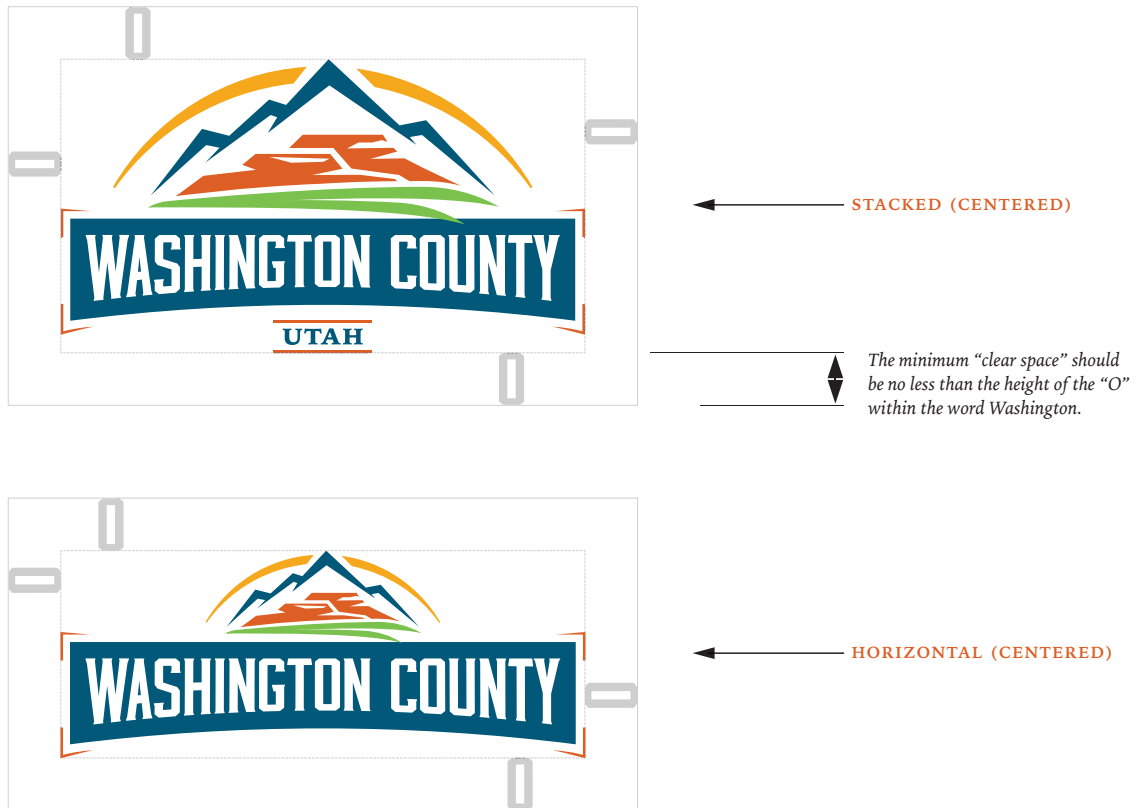 WASHINGTON COUNTY
UTAH
STACKED (CENTERED)
The minimum “clear space” should
be no less than the height of the “O”
within the word Washington.
WASHINGTON COUNTY
HORIZONTAL (CENTERED)